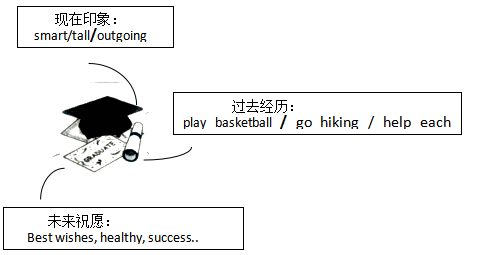 现在印象：
smart/tall/outgoing
过去经历：
play basketball / go hiking / help each
GRADUATE
未来祝愿：
Best wishes, healthy, success..